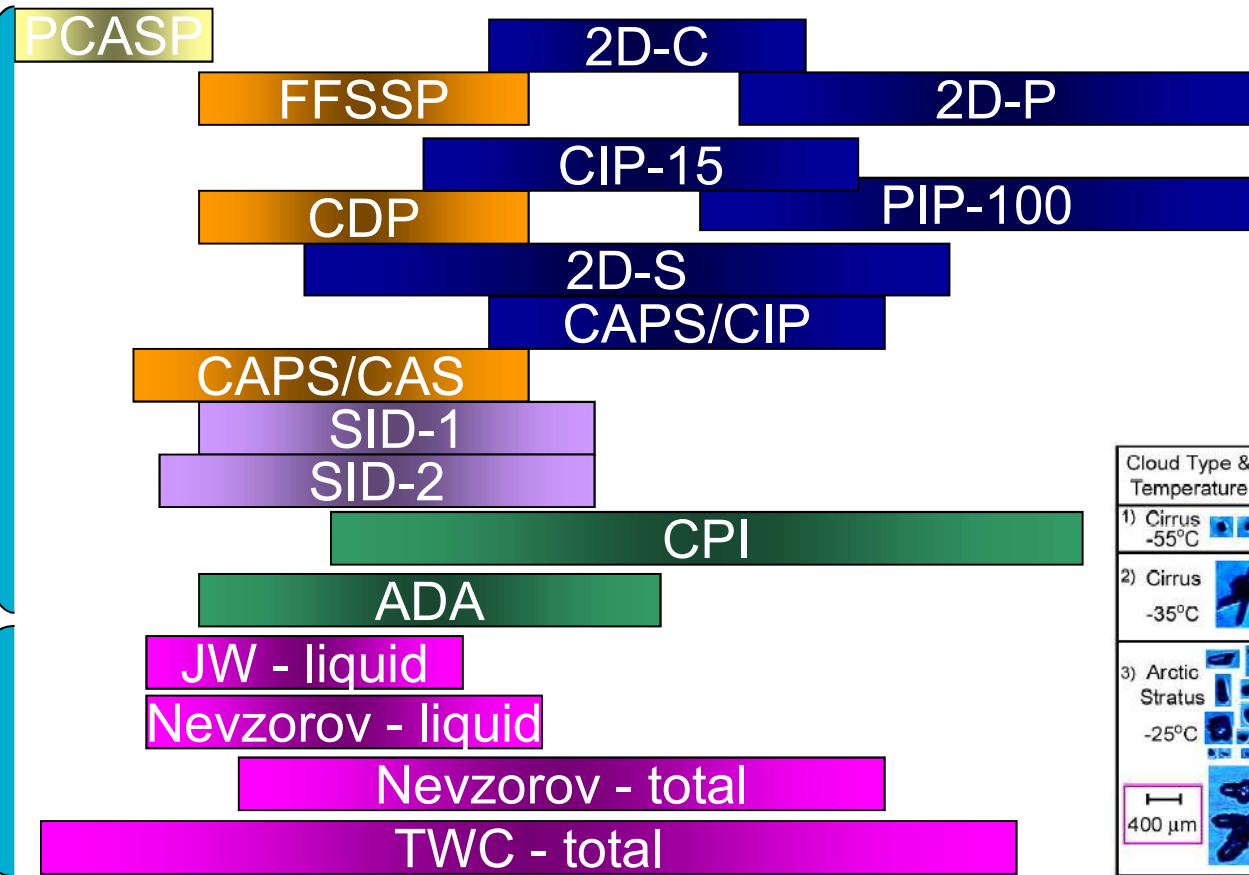 PCASP
2D-C
FFSSP
2D-P
CIP-15
PIP-100
CDP
2D-S
CAPS/CIP
CAPS/CAS
SID-1
SID-2
CPI
ADA
JW - liquid
Nevzorov - liquid
Nevzorov - total
TWC - total
Cloud Type &
Temperature
1) Cirrus
-55°C
2) Cirrus
-35°C
3) Arctic
Stratus
-25°C
400 μm